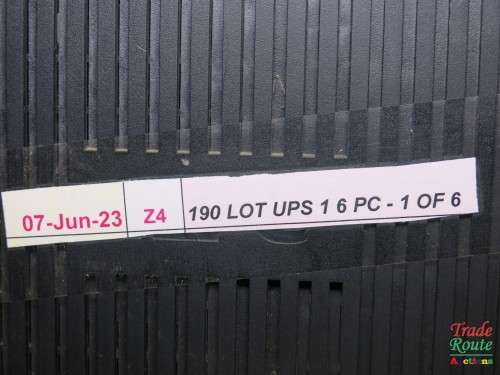 07-Jun-23 Z4 190 LOT UPS 1 6 PC - 1 OF 6
Trade
Route
Auctions